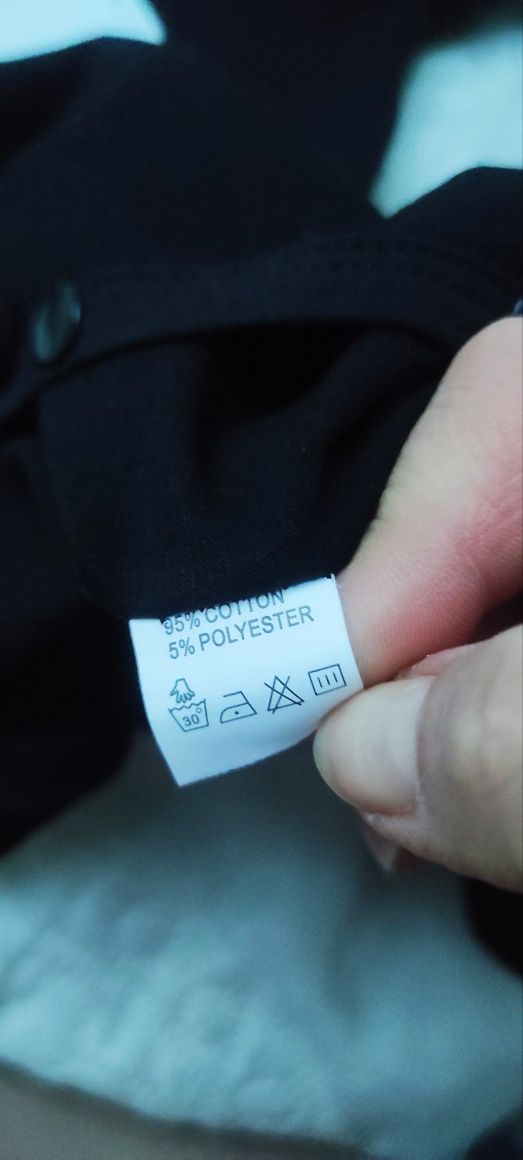 95% COTTON
5% POLYESTER
30°